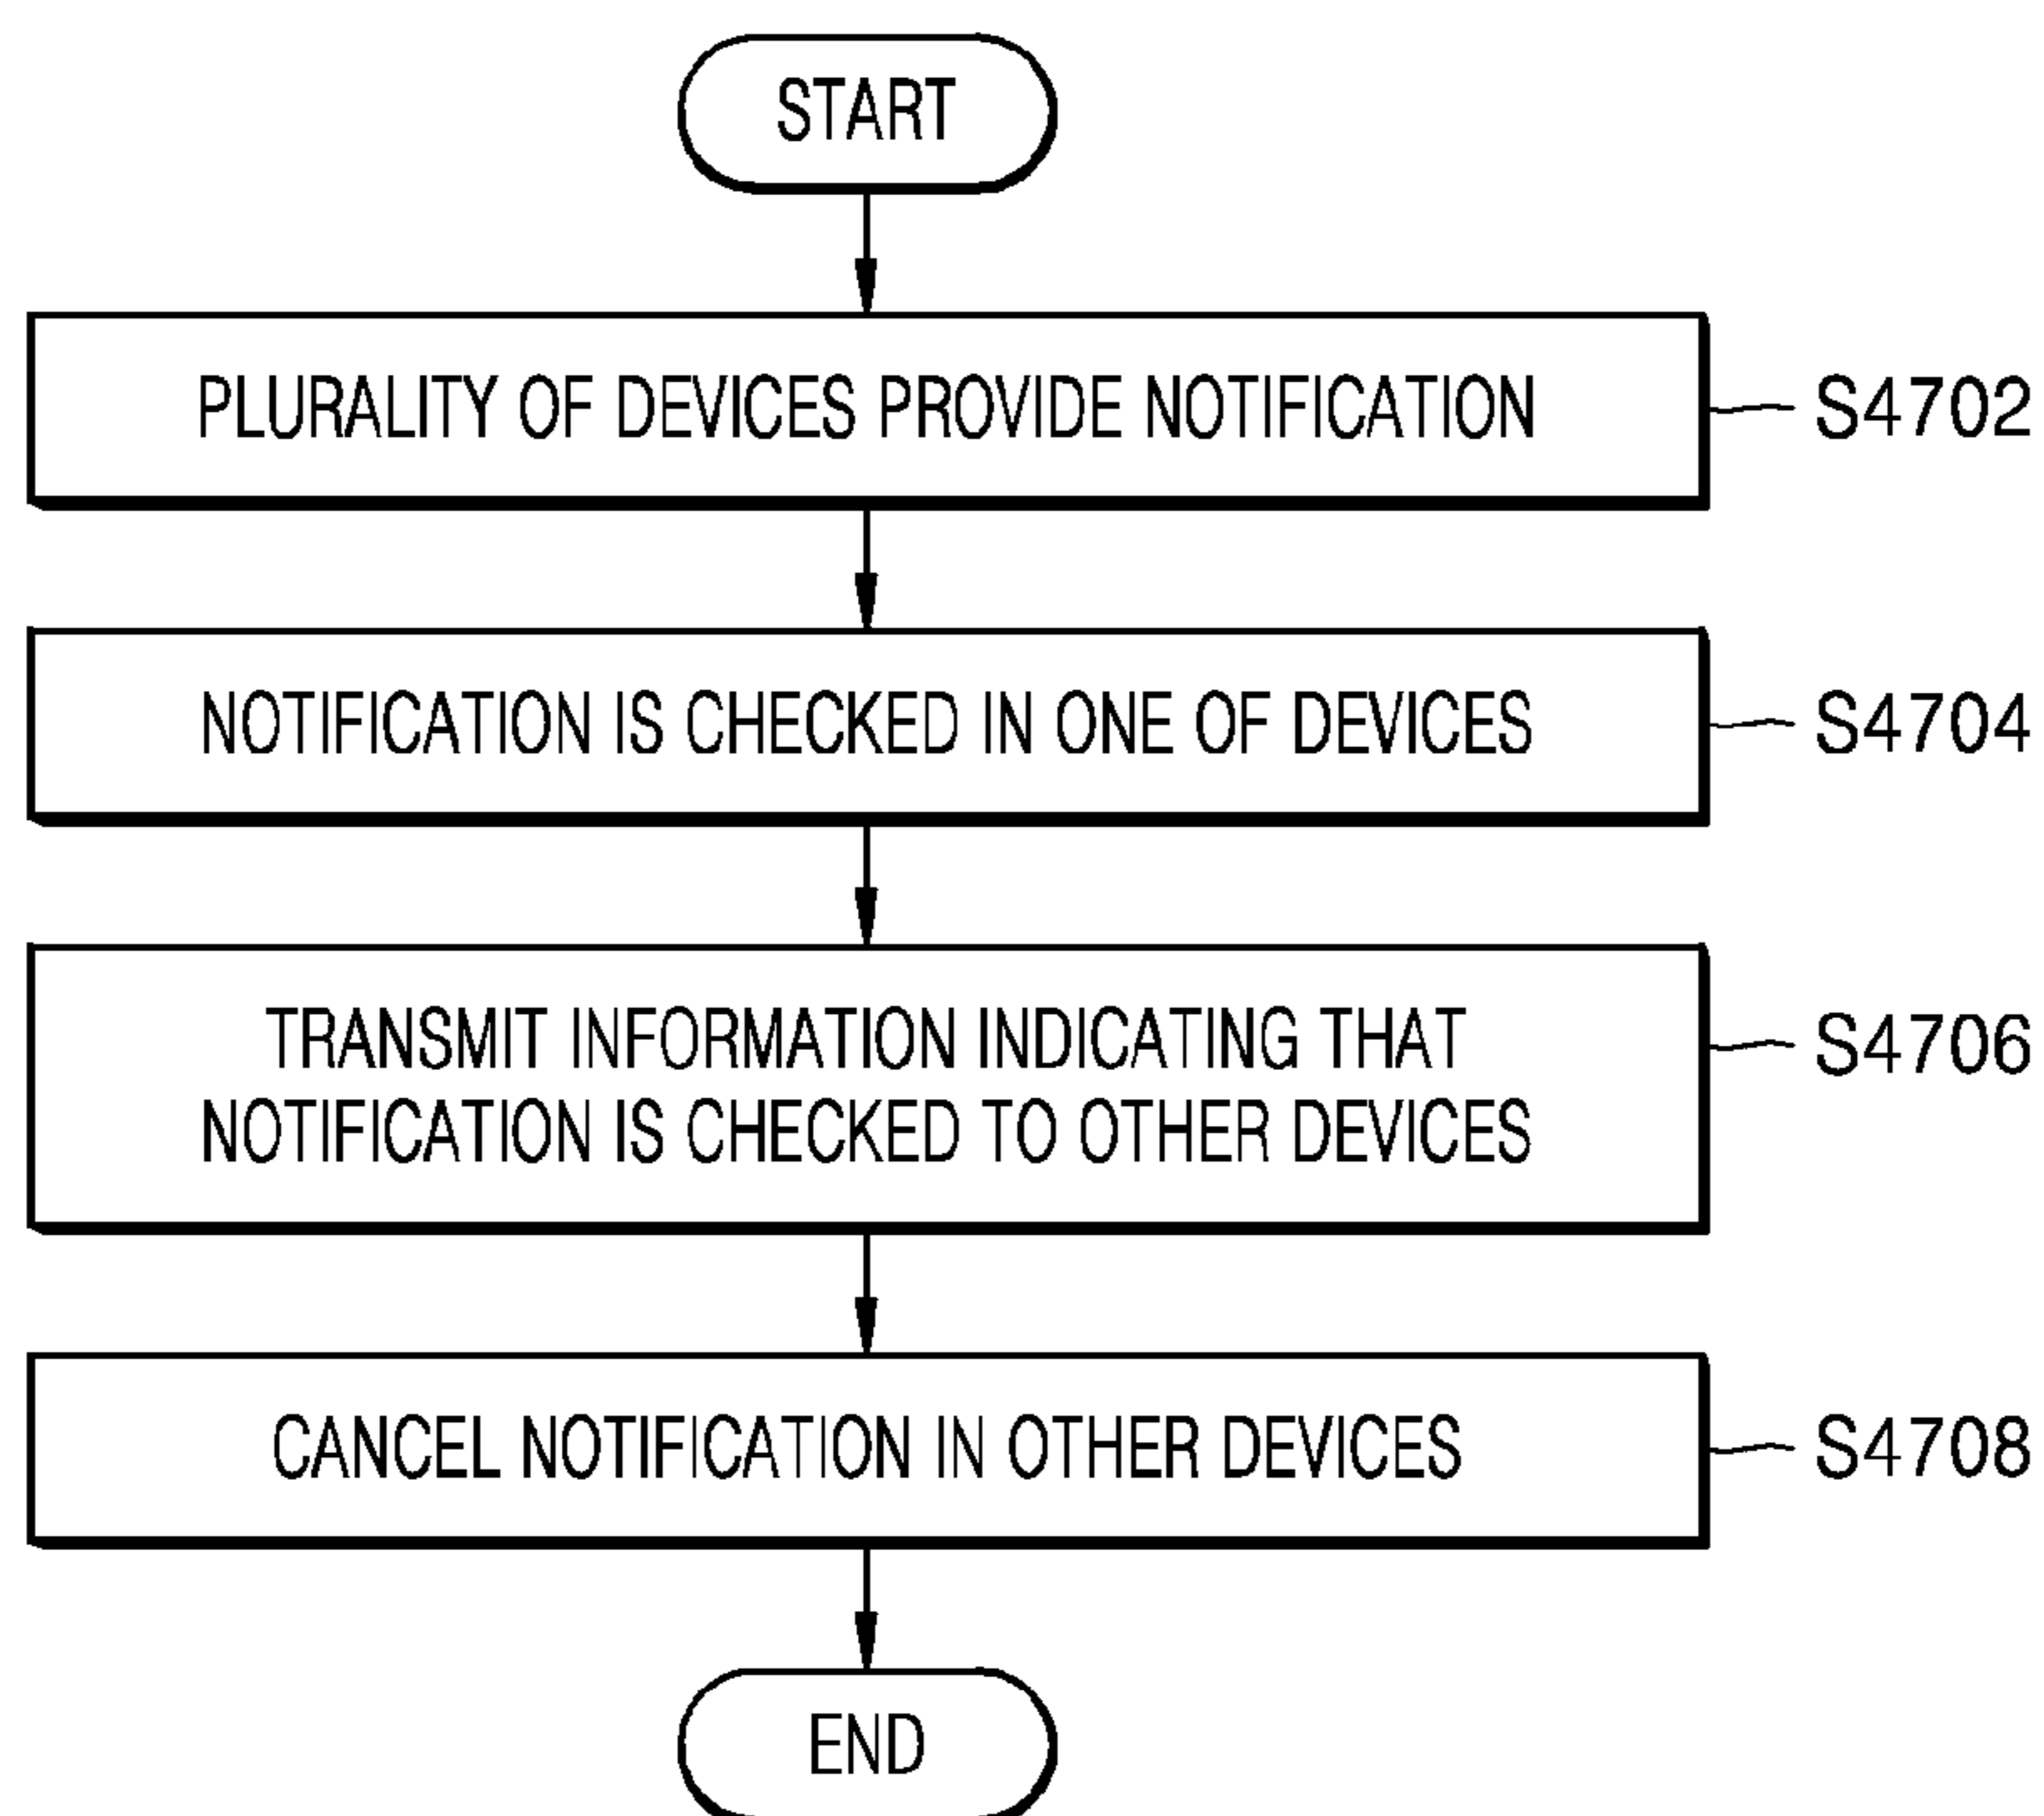 START
PLURALITY OF DEVICES PROVIDE NOTIFICATION
S4702
NOTIFICATION IS CHECKED IN ONE OF DEVICES
S4704
TRANSMIT INFORMATION INDICATING THAT
NOTIFICATION IS CHECKED TO OTHER DEVICES
S4706
CANCEL NOTIFICATION IN OTHER DEVICES
S4708
END